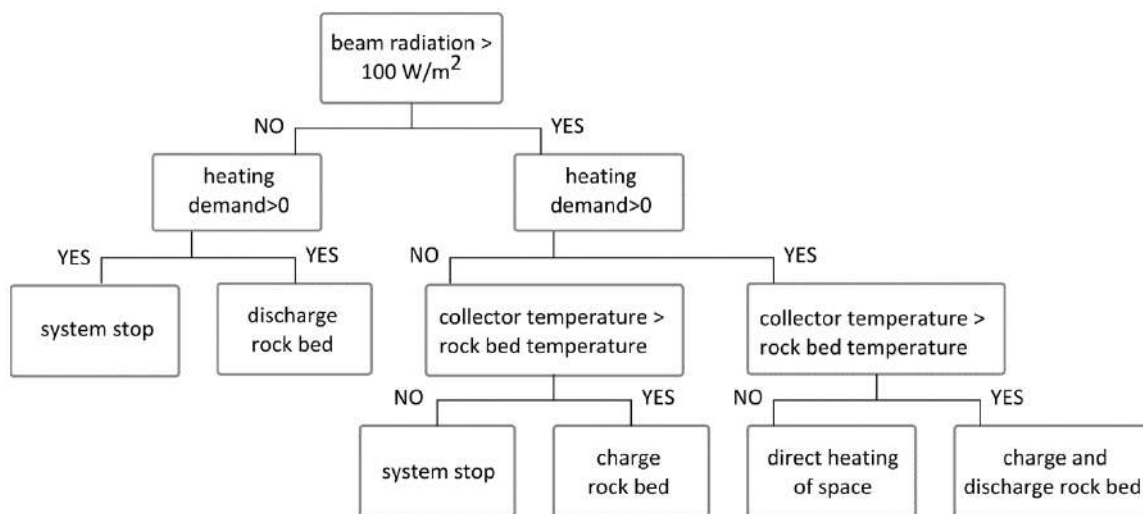 beam radiation >
100 W/m²
NO
YES
heating
demand>0
heating
demand>0
YES
YES
NO
YES
system stop
discharge
rock bed
collector temperature >
rock bed temperature
collector temperature >
rock bed temperature
NO
YES
NO
YES
system stop
charge
rock bed
direct heating
of space
charge and
discharge rock bed